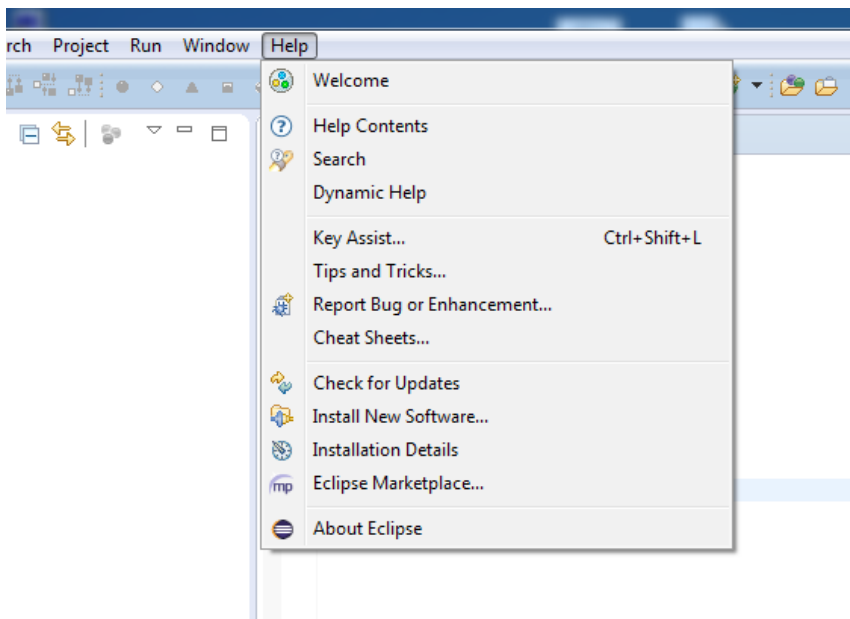 rch Project Run Window Help
Welcome
Help Contents
Search
Dynamic Help
Key Assist... Ctrl+Shift+L
Tips and Tricks...
Report Bug or Enhancement...
Cheat Sheets...
Check for Updates
Install New Software...
Installation Details
mp Eclipse Marketplace...
About Eclipse